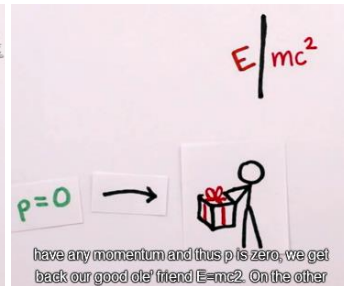 E|mc²
p=0
have any momentum and thus p is zero, we get
back our good ole' friend E=mc2. On the other